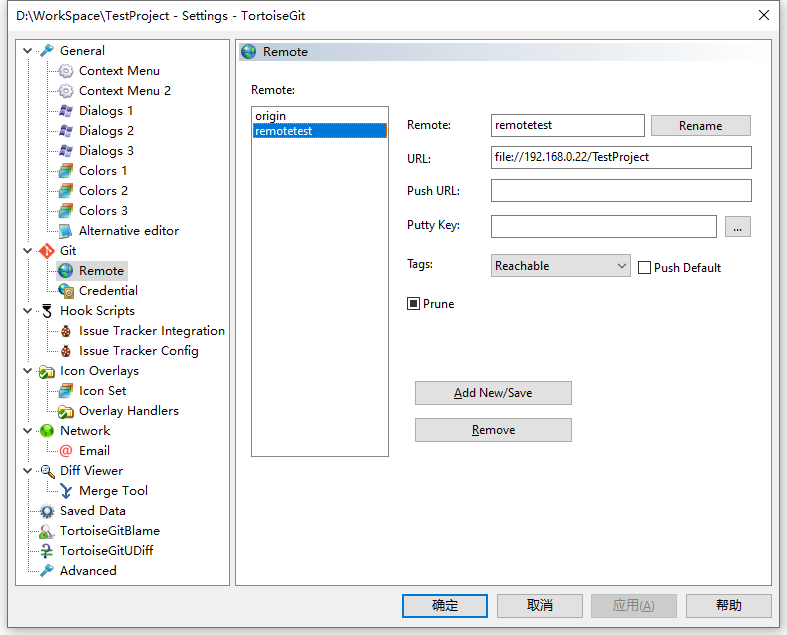 D:\WorkSpace\TestProject - Settings - TortoiseGit
General
Context Menu
Context Menu 2
Dialogs 1
Dialogs 2
Dialogs 3
Colors 1
Colors 2
Colors 3
Alternative editor
Git
Remote
Credential
Hook Scripts
Issue Tracker Integration
Issue Tracker Config
Icon Overlays
Icon Set
Overlay Handlers
Network
Email
Diff Viewer
Merge Tool
Saved Data
TortoiseGitBlame
TortoiseGitUDiff
Advanced
Remote
Remote:
origin
remotetest
Remote: remotetest Rename
URL: file://192.168.0.22/TestProject
Push URL:
Putty Key: ...
Tags: Reachable Push Default
Prune
Add New/Save
Remove
确定 取消 应用(A) 帮助